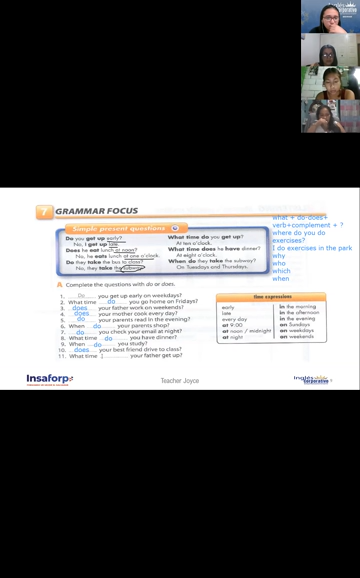 7 GRAMMAR FOCUS
Simple present questions
Do you get up early?
No, I get up late.
Does he eat lunch at noon?
No, he eats lunch at one o'clock.
Do they take the bus to class?
No, they take the subway.
What time do you get up?
At ten o'clock.
What time does he have dinner?
At eight o'clock.
When do they take the subway?
On Tuesdays and Thursdays.
what + do-does+
verb+complement + ?
where do you do
exercises?
I do exercises in the park
why
who
which
when
A Complete the questions with do or does.
1. Do you get up early on weekdays?
2. What time do you go home on Fridays?
3. does your father work on weekends?
4. does your mother cook every day?
5. do your parents read in the evening?
6. When do your parents shop?
7. do you check your email at night?
8. What time do you have dinner?
9. When do you study?
10. does your best friend drive to class?
11. What time your father get up?
time expressions
early in the morning
late in the afternoon
every day in the evening
at 9:00 on Sundays
at noon / midnight on weekdays
at night on weekends
Insaforp
Teacher Joyce
Inglés
Corporativo